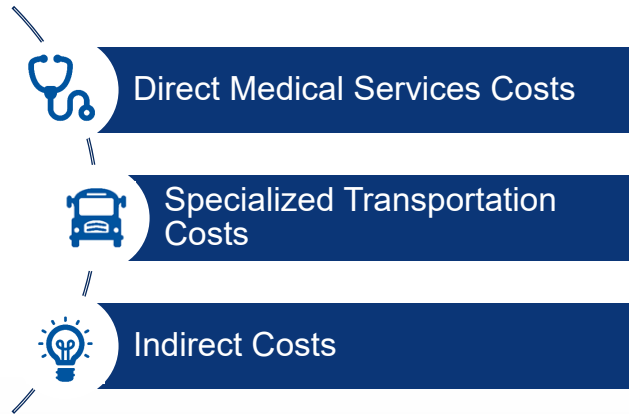 Direct Medical Services Costs
Specialized Transportation
Costs
Indirect Costs